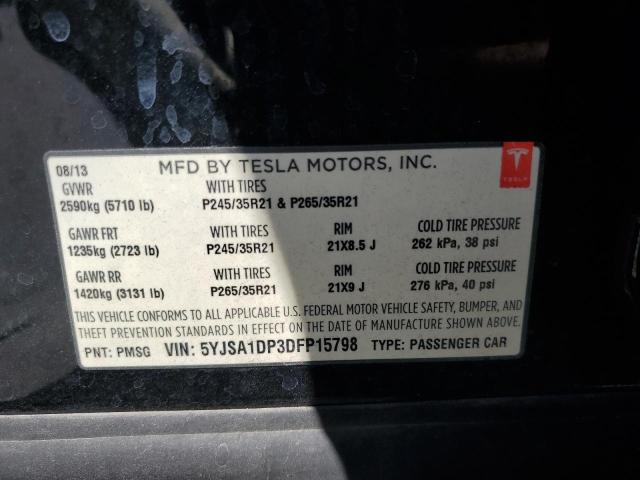 08/13 MFD BY TESLA MOTORS, INC.
GVWR WITH TIRES
2590kg (5710 lb) P245/35R21 & P265/35R21
GAWR FRT WITH TIRES RIM COLD TIRE PRESSURE
1235kg (2723 lb) P245/35R21 21X8.5 J 262 kPa, 38 psi
GAWR RR WITH TIRES RIM COLD TIRE PRESSURE
1420kg (3131 lb) P265/35R21 21X9 J 276 kPa, 40 psi
THIS VEHICLE CONFORMS TO ALL APPLICABLE U.S. FEDERAL MOTOR VEHICLE SAFETY, BUMPER, AND
THEFT PREVENTION STANDARDS IN EFFECT ON THE DATE OF MANUFACTURE SHOWN ABOVE.
PNT: PMSG VIN: 5YJSA1DP3DFP15798 TYPE: PASSENGER CAR
TESLA